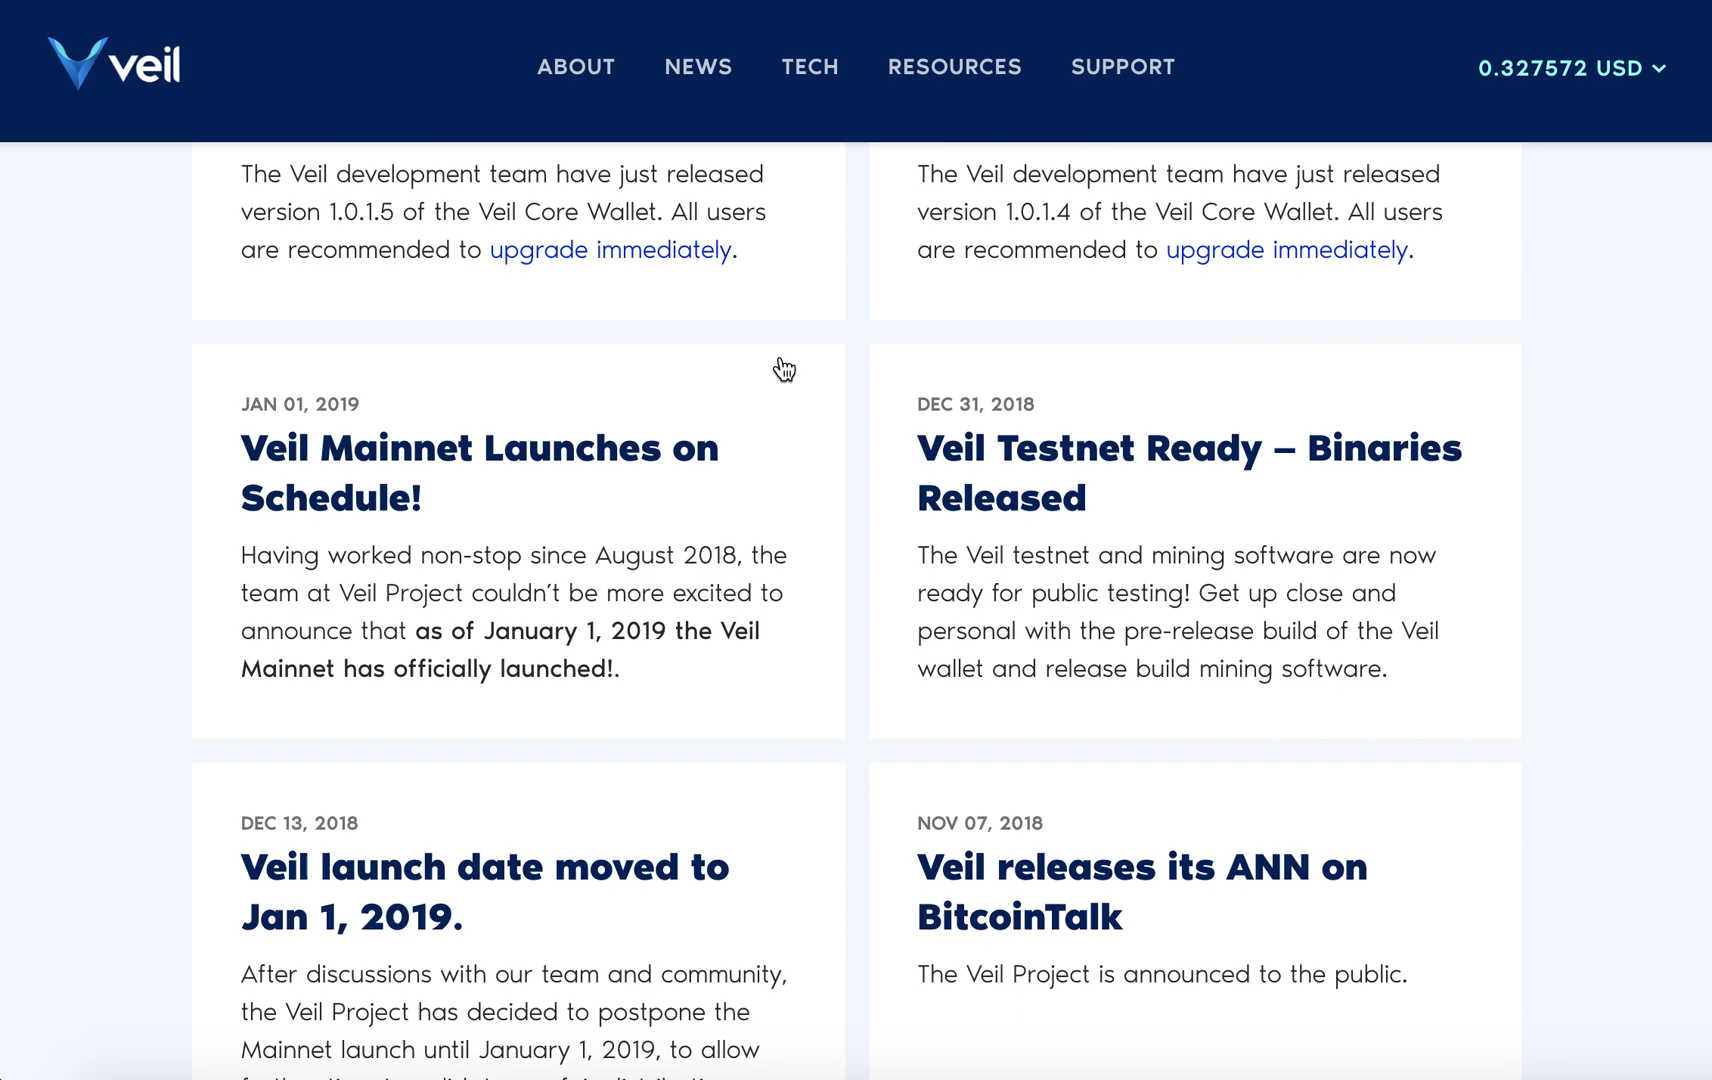 veil
ABOUT
NEWS
TECH
RESOURCES
SUPPORT
0.327572 USD
The Veil development team have just released
version 1.0.1.5 of the Veil Core Wallet. All users
are recommended to upgrade immediately.
The Veil development team have just released
version 1.0.1.4 of the Veil Core Wallet. All users
are recommended to upgrade immediately.
JAN 01, 2019
Veil Mainnet Launches on
Schedule!
Having worked non-stop since August 2018, the
team at Veil Project couldn't be more excited to
announce that as of January 1, 2019 the Veil
Mainnet has officially launched!.
DEC 31, 2018
Veil Testnet Ready – Binaries
Released
The Veil testnet and mining software are now
ready for public testing! Get up close and
personal with the pre-release build of the Veil
wallet and release build mining software.
DEC 13, 2018
Veil launch date moved to
Jan 1, 2019.
After discussions with our team and community,
the Veil Project has decided to postpone the
Mainnet launch until January 1, 2019, to allow
NOV 07, 2018
Veil releases its ANN on
BitcoinTalk
The Veil Project is announced to the public.